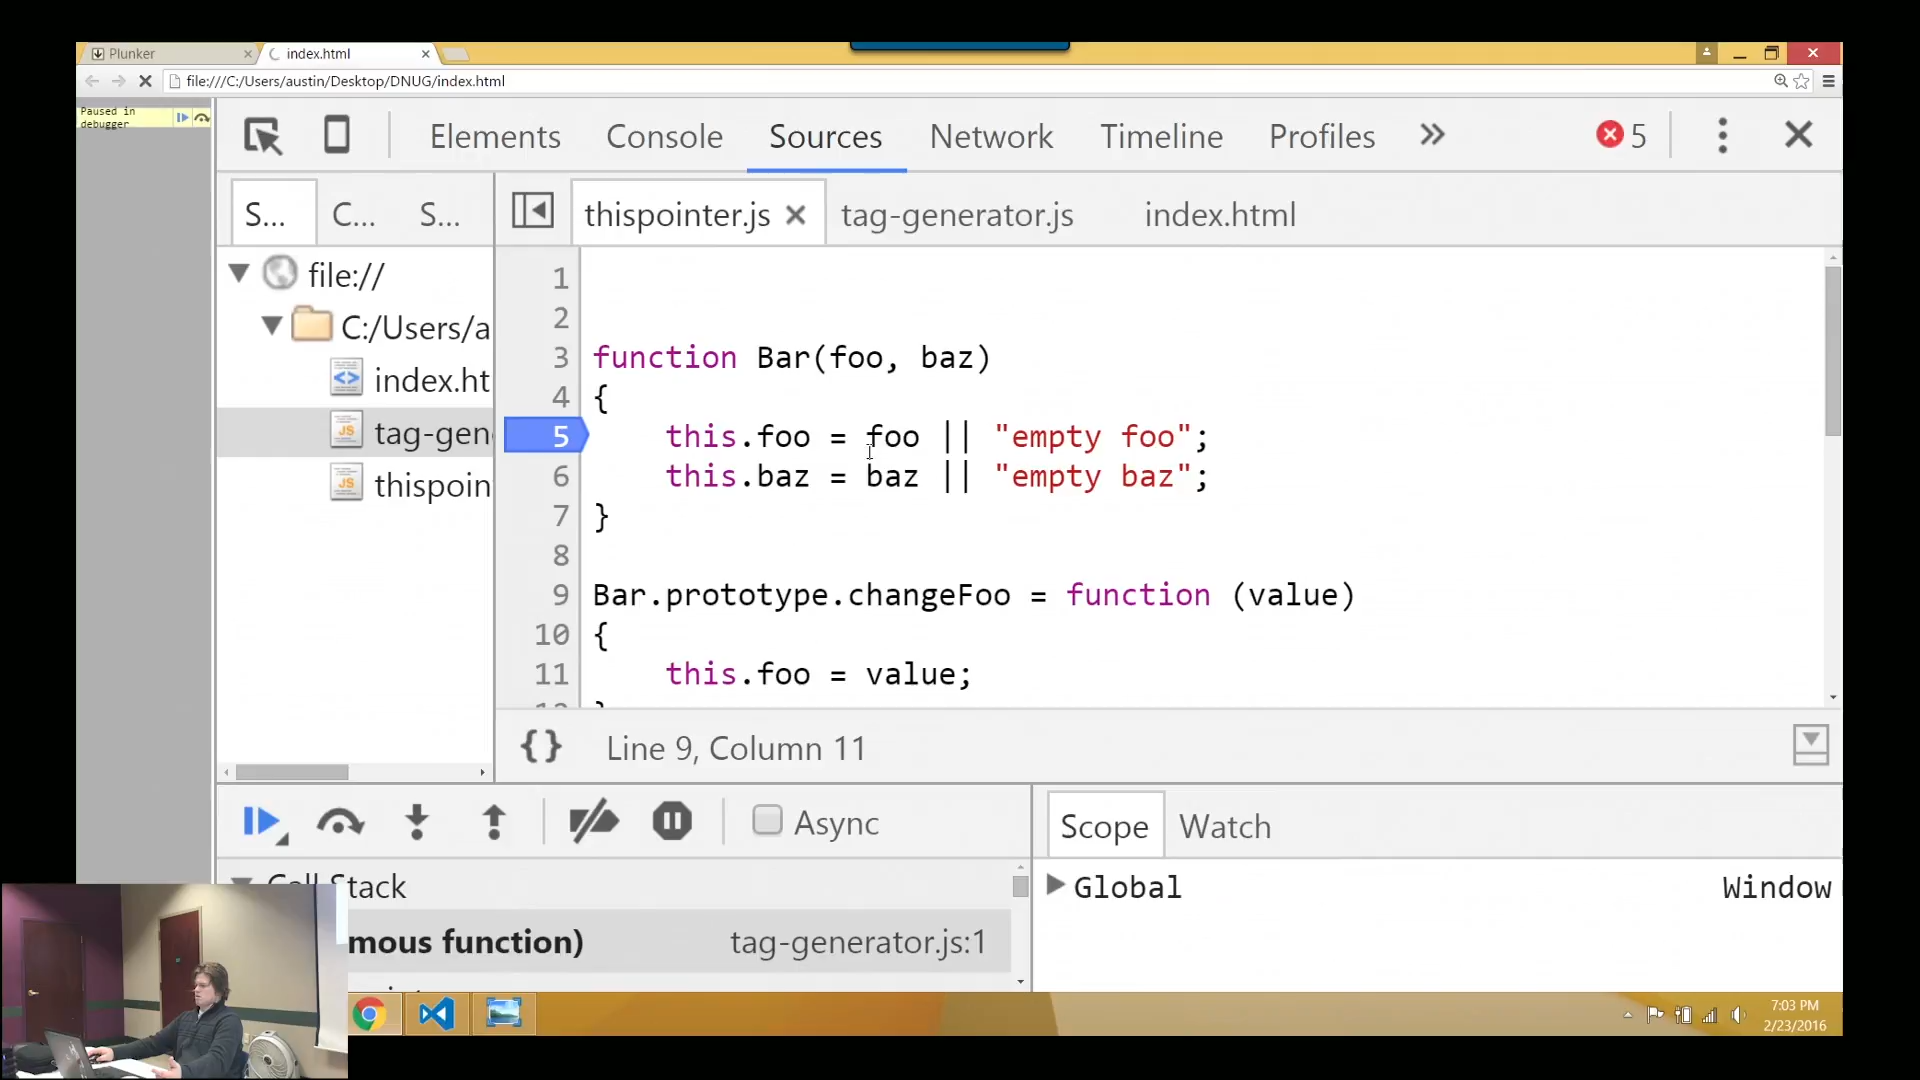 Plunker
index.html
file:///C:/Users/austin/Desktop/DNUG/index.html
Paused in
debugger
Elements
Console
Sources
Network
Timeline
Profiles
5
S...
C...
S...
thispointer.js
tag-generator.js
index.html
file://
C:/Users/a
index.ht
tag-gen
thispoin
1
2
3 function Bar(foo, baz)
4 {
5 this.foo = foo || "empty foo";
6 this.baz = baz || "empty baz";
7 }
8
9 Bar.prototype.changeFoo = function (value)
10 {
11 this.foo = value;
{} Line 9, Column 11
Async
Scope
Watch
Call Stack
Global
Window
mous function)
tag-generator.js:1
7:03 PM
2/23/2016